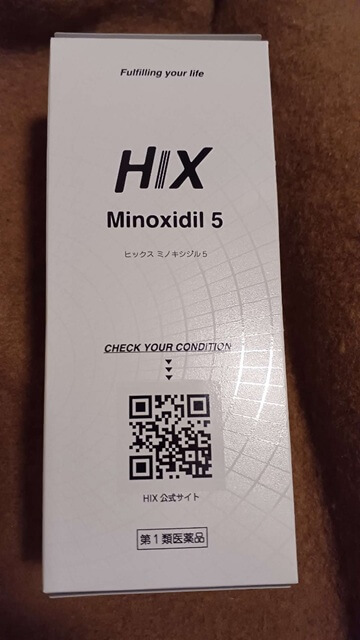 Fulfilling your life
HIX
Minoxidil 5
ヒックス ミノキシジル5
CHECK YOUR CONDITION
HIX 公式サイト
第1類医薬品